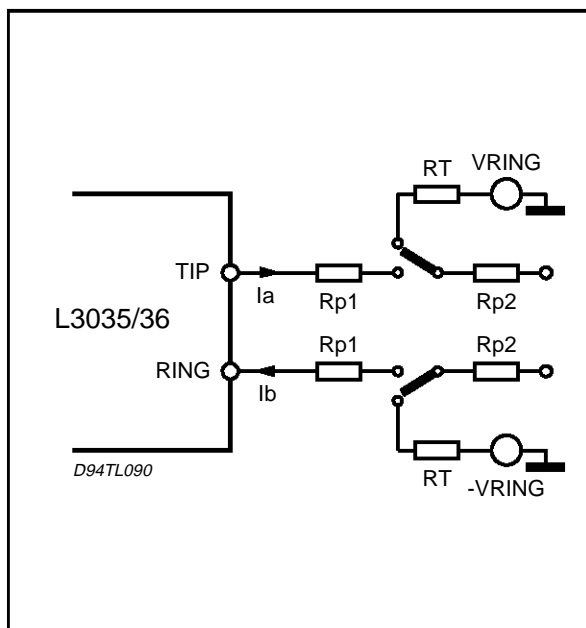 RT VRING
TIP
Ia
Rp1 Rp2
L3035/36
Rp1 Rp2
RING
Ib
D94TL090
RT -VRING